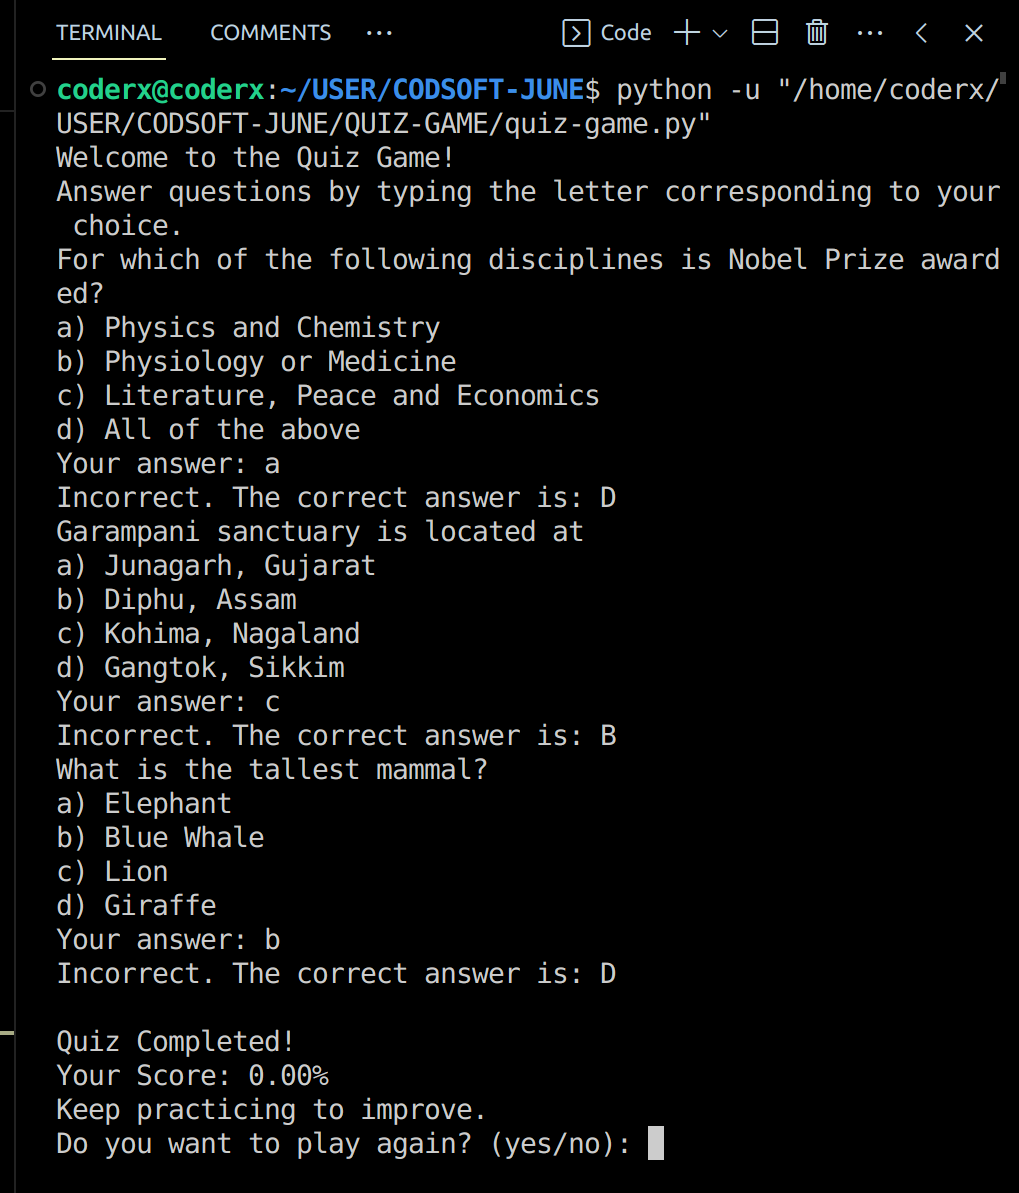 TERMINAL COMMENTS ··· Code ···
coderx@coderx:~/USER/CODSOFT-JUNE$ python -u "/home/coderx/
USER/CODSOFT-JUNE/QUIZ-GAME/quiz-game.py"
Welcome to the Quiz Game!
Answer questions by typing the letter corresponding to your
 choice.
For which of the following disciplines is Nobel Prize award
ed?
a) Physics and Chemistry
b) Physiology or Medicine
c) Literature, Peace and Economics
d) All of the above
Your answer: a
Incorrect. The correct answer is: D
Garampani sanctuary is located at
a) Junagarh, Gujarat
b) Diphu, Assam
c) Kohima, Nagaland
d) Gangtok, Sikkim
Your answer: c
Incorrect. The correct answer is: B
What is the tallest mammal?
a) Elephant
b) Blue Whale
c) Lion
d) Giraffe
Your answer: b
Incorrect. The correct answer is: D
Quiz Completed!
Your Score: 0.00%
Keep practicing to improve.
Do you want to play again? (yes/no):